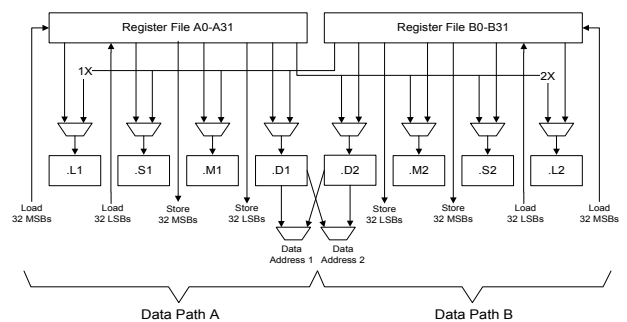 Register File A0-A31
Register File B0-B31
1X
2X
.L1
.S1
.M1
.D1
.D2
.M2
.S2
.L2
Load
32 MSBs
Load
32 LSBs
Store
32 MSBs
Store
32 LSBs
Store
32 LSBs
Store
32 MSBs
Load
32 LSBs
Load
32 MSBs
Data
Address 1
Data
Address 2
Data Path A
Data Path B